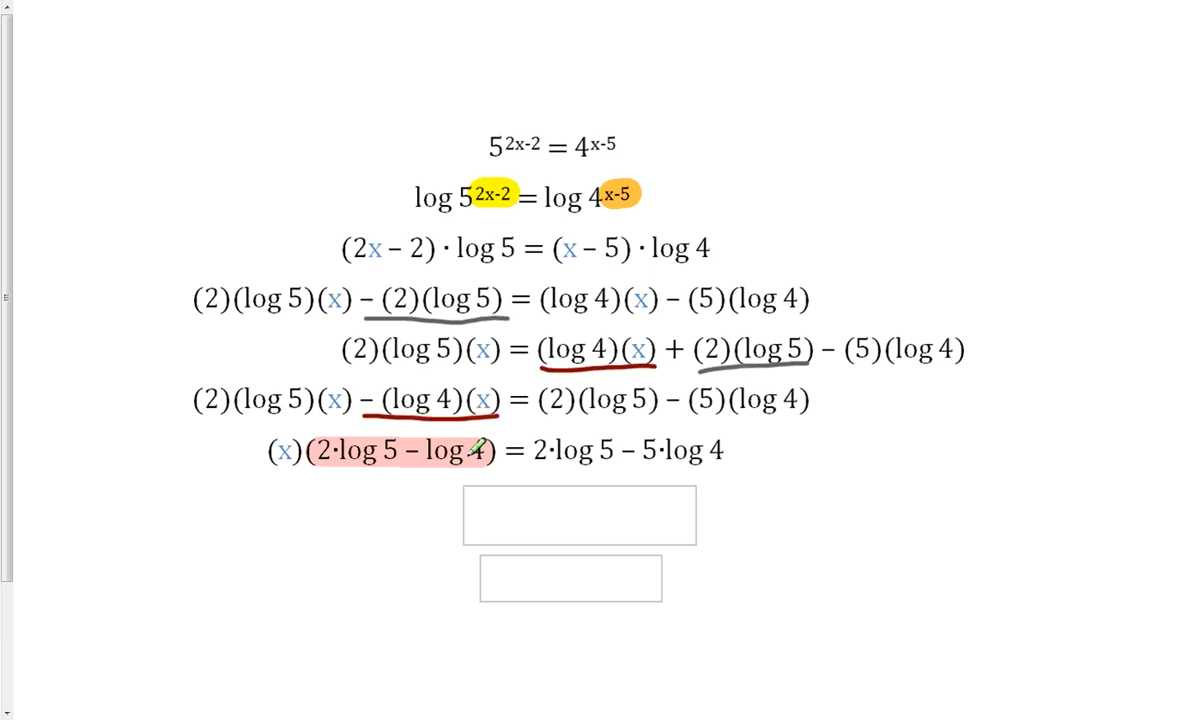 5^{2x-2} = 4^{x-5}
log 5^{2x-2} = log 4^{x-5}
(2x – 2) · log 5 = (x – 5) · log 4
(2)(log 5)(x) – (2)(log 5) = (log 4)(x) – (5)(log 4)
(2)(log 5)(x) = (log 4)(x) + (2)(log 5) – (5)(log 4)
(2)(log 5)(x) – (log 4)(x) = (2)(log 5) – (5)(log 4)
(x)(2·log 5 – log 4) = 2·log 5 – 5·log 4